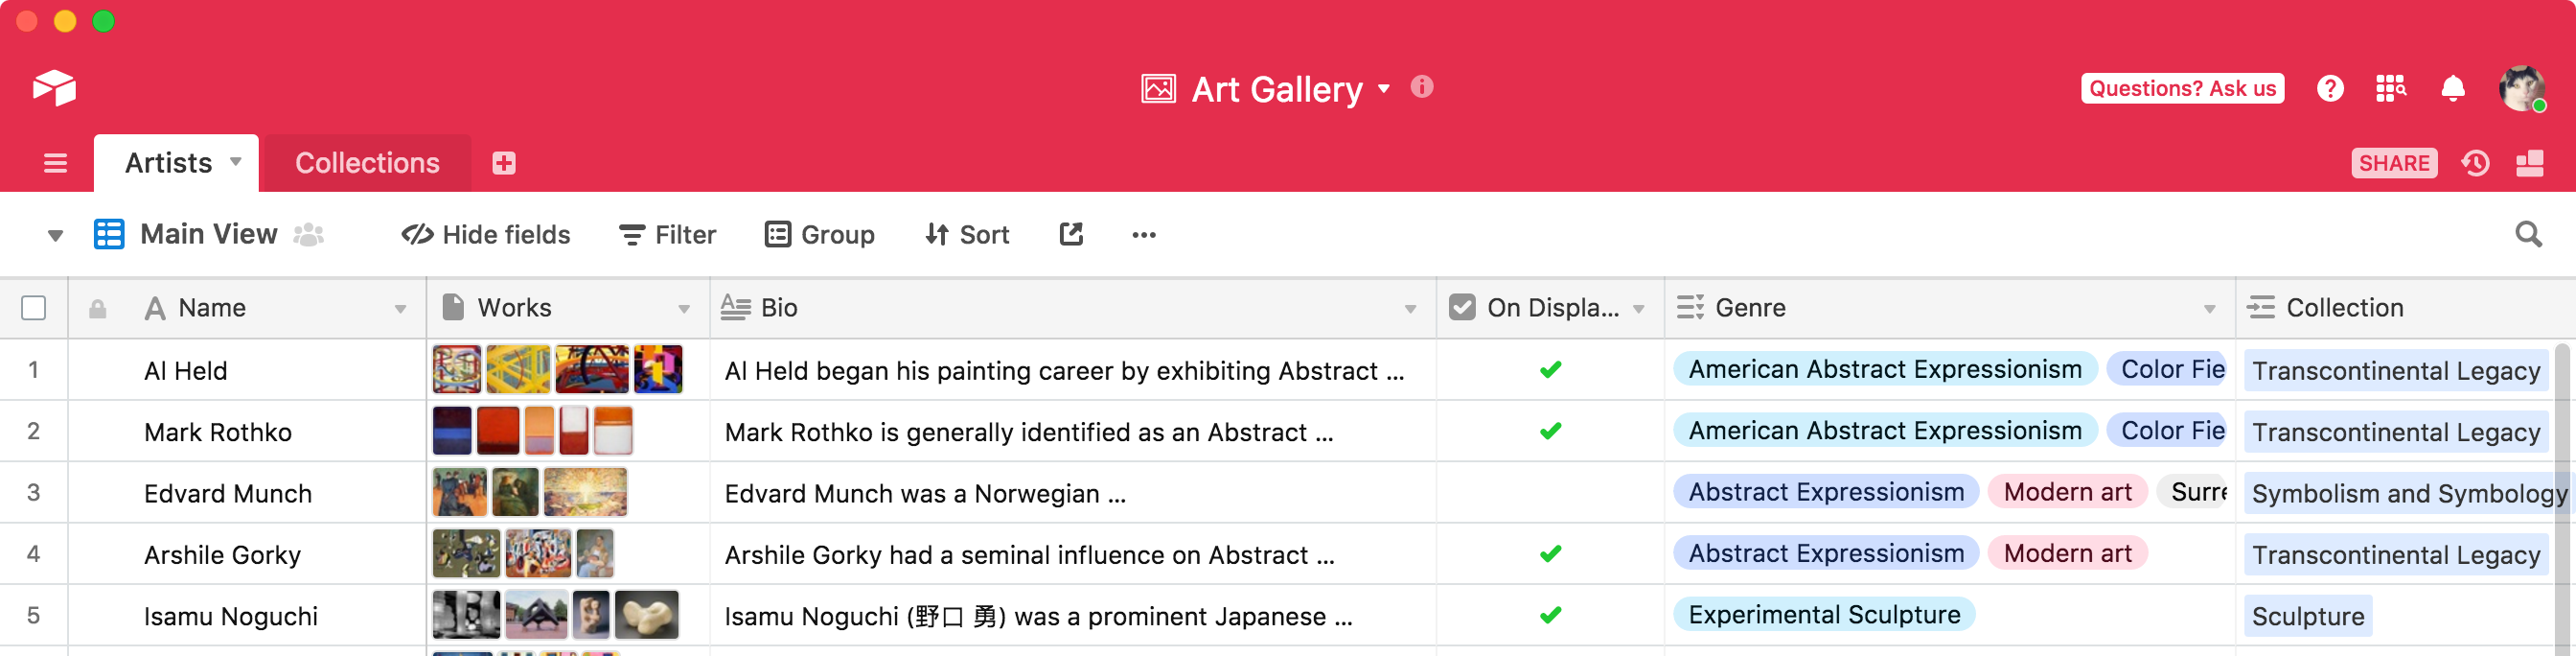 Art Gallery
Questions? Ask us
Artists
Collections
SHARE
Main View
Hide fields
Filter
Group
Sort
Name
Works
Bio
On Displa...
Genre
Collection
1
Al Held
Al Held began his painting career by exhibiting Abstract ...
American Abstract Expressionism
Color Fie
Transcontinental Legacy
2
Mark Rothko
Mark Rothko is generally identified as an Abstract ...
American Abstract Expressionism
Color Fie
Transcontinental Legacy
3
Edvard Munch
Edvard Munch was a Norwegian ...
Abstract Expressionism
Modern art
Surre
Symbolism and Symbology
4
Arshile Gorky
Arshile Gorky had a seminal influence on Abstract ...
Abstract Expressionism
Modern art
Transcontinental Legacy
5
Isamu Noguchi
Isamu Noguchi (野口 勇) was a prominent Japanese ...
Experimental Sculpture
Sculpture